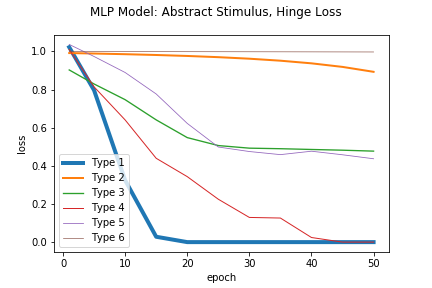 MLP Model: Abstract Stimulus, Hinge Loss
1.0
0.8
0.6
0.4
0.2
0.0
loss
Type 1
Type 2
Type 3
Type 4
Type 5
Type 6
0 10 20 30 40 50
epoch